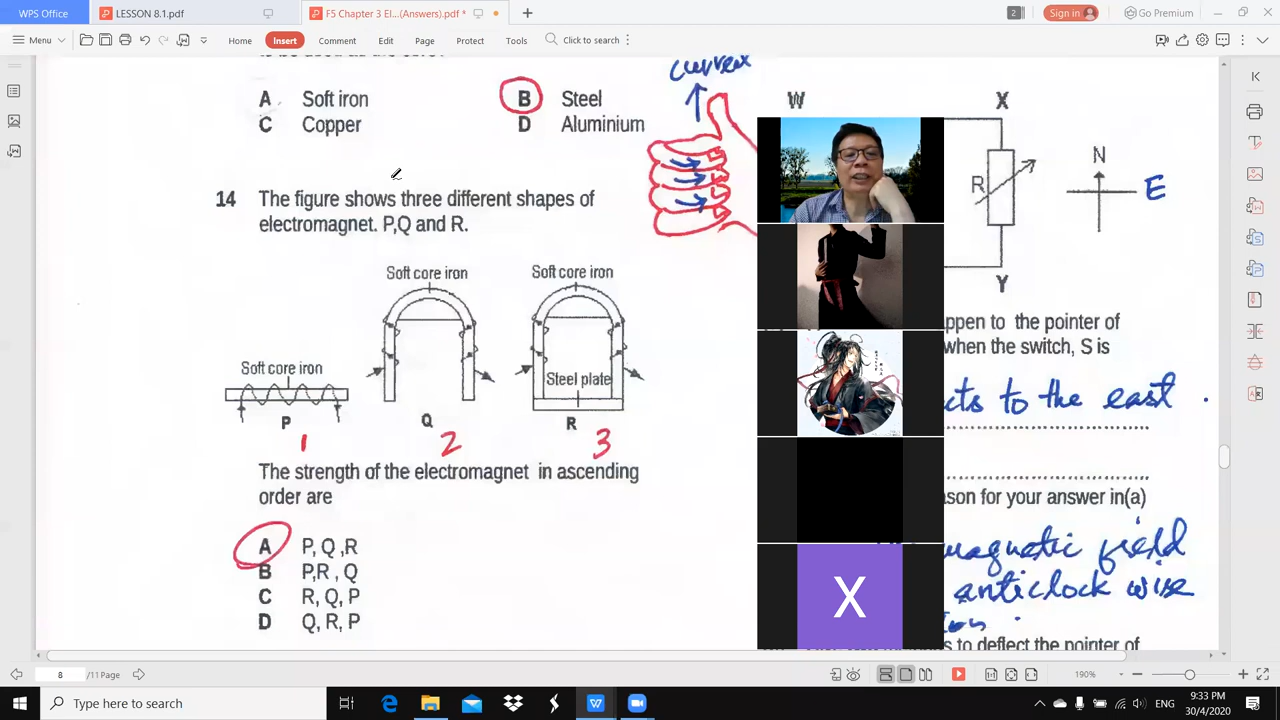 WPS Office
LESSON 8.1.pdf
F5 Chapter 3 El...(Answers).pdf *
+
2
Sign in
Go Premium
Menu
Home
Insert
Comment
Edit
Page
Protect
Tools
Click to search
current
A Soft iron
B Steel
C Copper
D Aluminium
14 The figure shows three different shapes of
electromagnet. P,Q and R.
Soft core iron
Soft core iron
Soft core iron
Steel plate
P
Q
R
1
2
3
The strength of the electromagnet in ascending
order are
A P, Q ,R
B P,R , Q
C R, Q, P
D Q, R, P
W
X
R
N
E
Y
appen to the pointer of
when the switch, S is
cts to the east
ason for your answer in(a)
magnatic field
anticlock wise
s to deflect the pointer of
X
8 /11 Page
190%
Type here to search
ENG
9:33 PM
30/4/2020